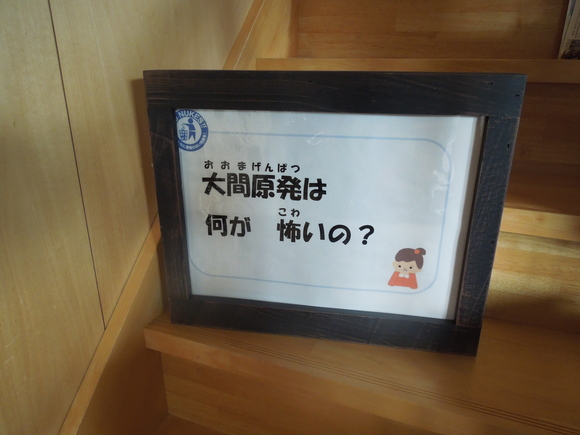 NUKES!!
おおまげんぱつ
大間原発は
こわ
何が 怖いの？